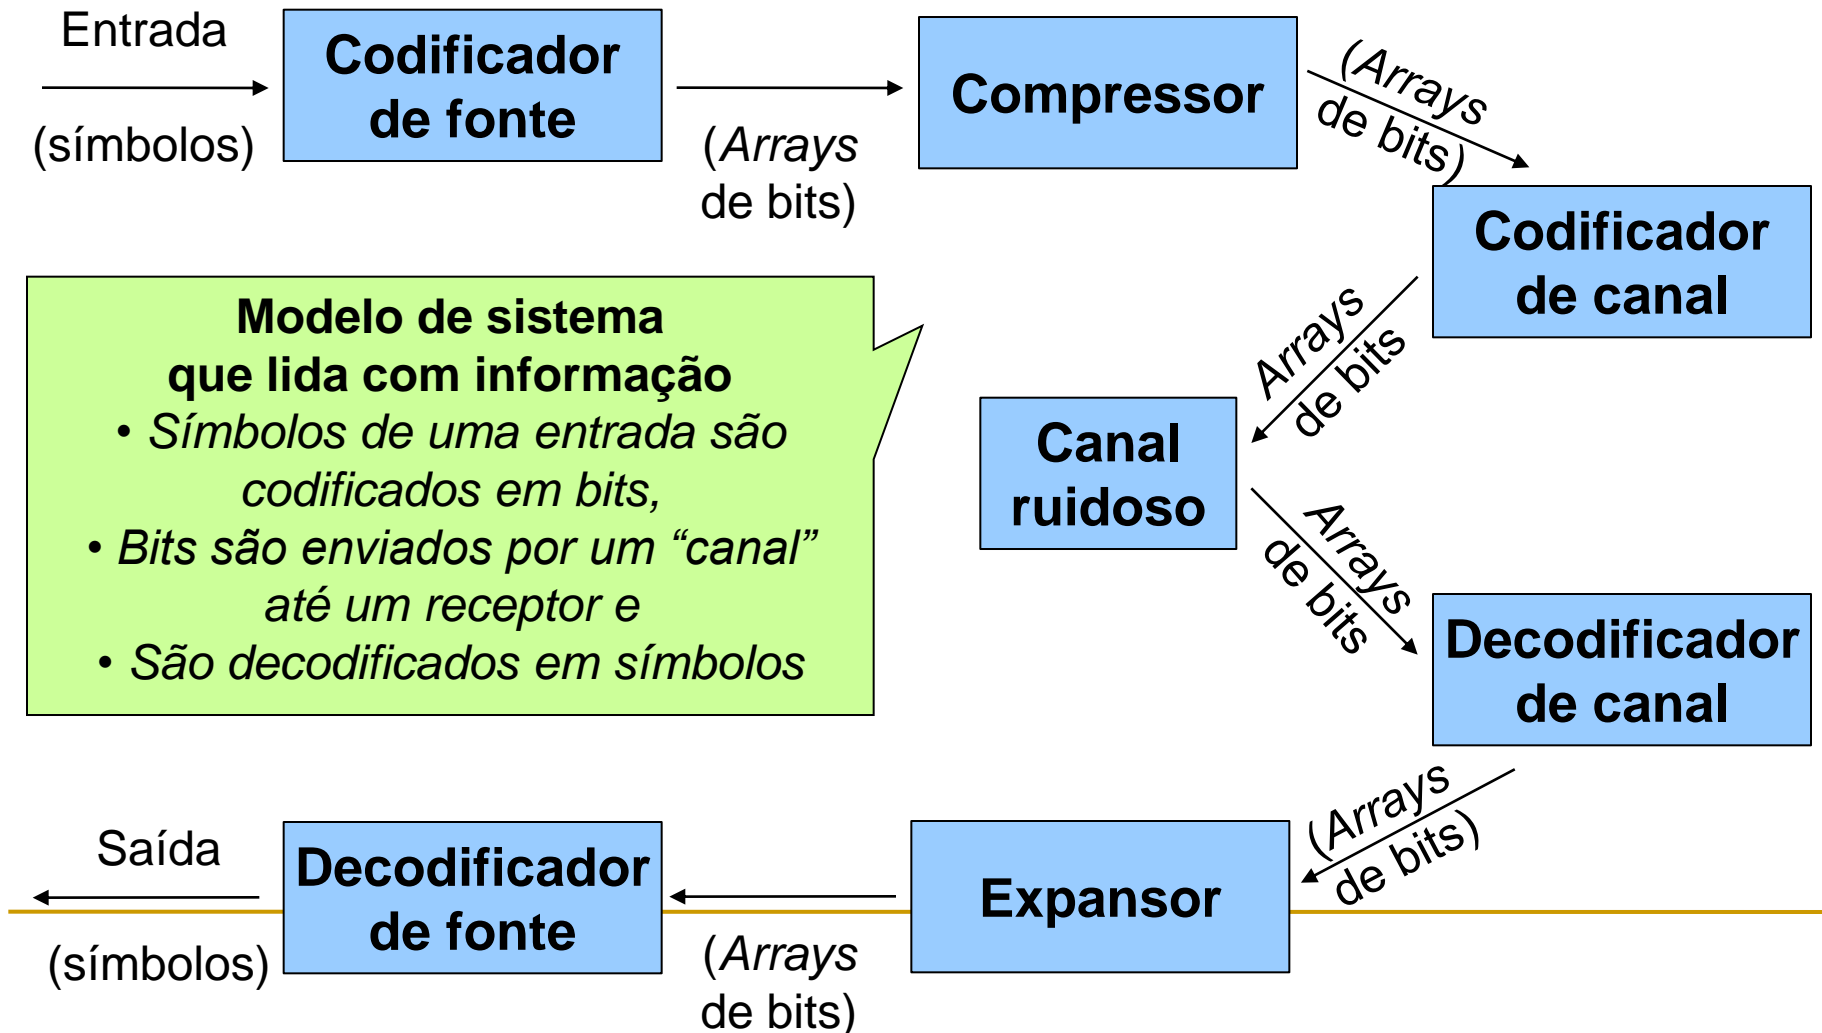 Entrada
(símbolos)
Codificador
de fonte
(Arrays
de bits)
Compressor
(Arrays
de bits)
Codificador
de canal
Arrays
de bits
Canal
ruidoso
Arrays
de bits
Decodificador
de canal
(Arrays
de bits)
Expansor
(Arrays
de bits)
Decodificador
de fonte
Saída
(símbolos)
Modelo de sistema
que lida com informação
• Símbolos de uma entrada são
codificados em bits,
• Bits são enviados por um “canal”
até um receptor e
• São decodificados em símbolos